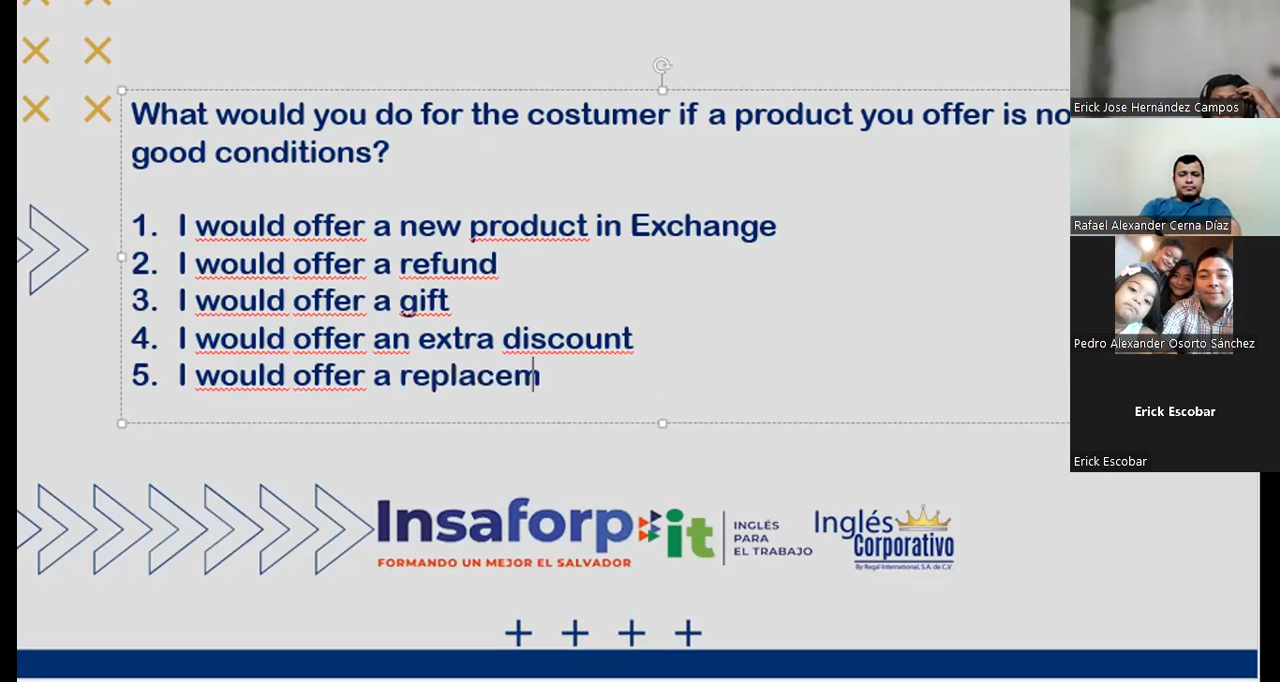 What would you do for the costumer if a product you offer is no
good conditions?
1. I would offer a new product in Exchange
2. I would offer a refund
3. I would offer a gift
4. I would offer an extra discount
5. I would offer a replacem
Insaforp
FORMANDO UN MEJOR EL SALVADOR
it
INGLÉS
PARA
EL TRABAJO
Inglés
Corporativo
By Regal International, S.A. de C.V
Erick Jose Hernández Campos
Rafael Alexander Cerna Díaz
Pedro Alexander Osorto Sánchez
Erick Escobar
Erick Escobar